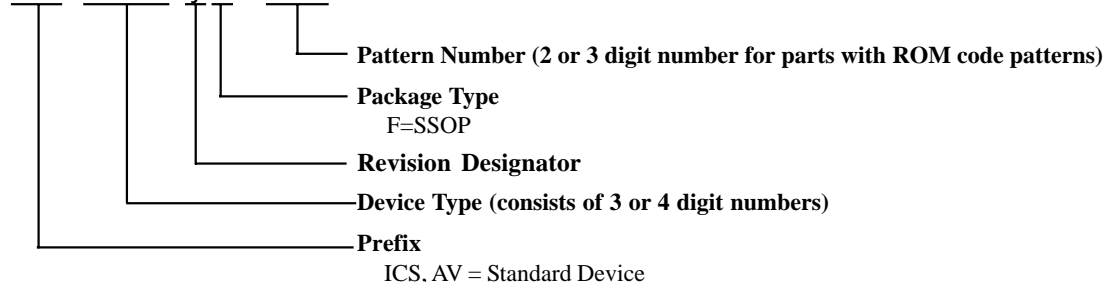 Pattern Number (2 or 3 digit number for parts with ROM code patterns)
Package Type
F=SSOP
Revision Designator
Device Type (consists of 3 or 4 digit numbers)
Prefix
ICS, AV = Standard Device